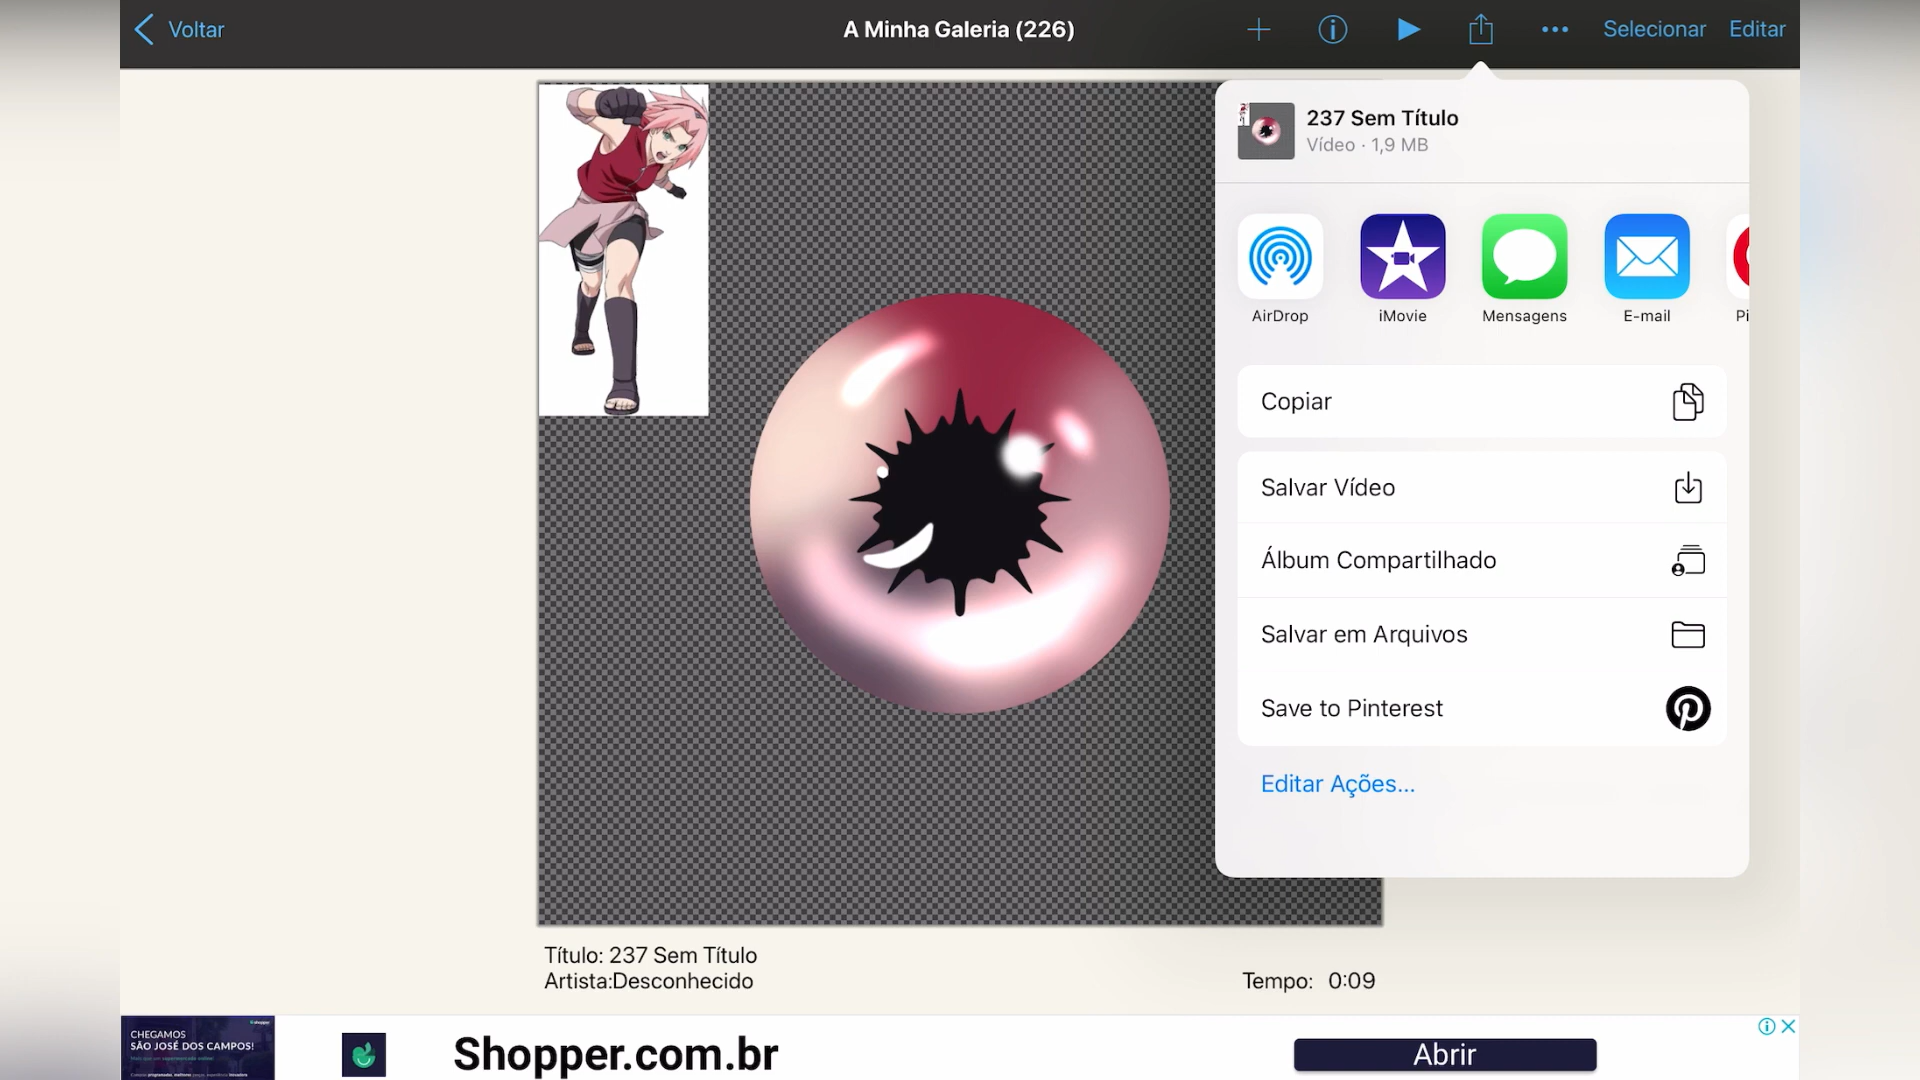 Voltar
A Minha Galeria (226)
Selecionar
Editar
237 Sem Título
Vídeo · 1,9 MB
AirDrop
iMovie
Mensagens
E-mail
Pi
Copiar
Salvar Vídeo
Álbum Compartilhado
Salvar em Arquivos
Save to Pinterest
Editar Ações...
Título: 237 Sem Título
Artista:Desconhecido
Tempo: 0:09
CHEGAMOS
SÃO JOSÉ DOS CAMPOS!
Shopper.com.br
Abrir